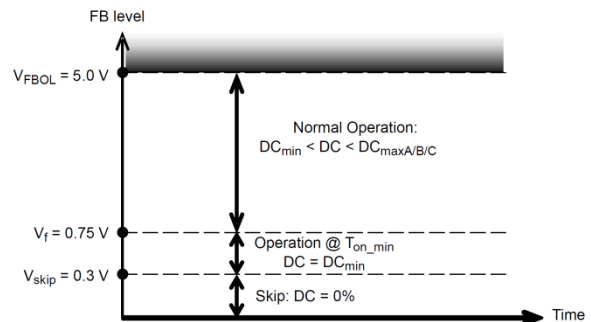 FB level
V_FBOL = 5.0 V
Normal Operation:
DC_min < DC < DC_maxA/B/C
V_f = 0.75 V
Operation @ T_on_min
DC = DC_min
V_skip = 0.3 V
Skip: DC = 0%
Time